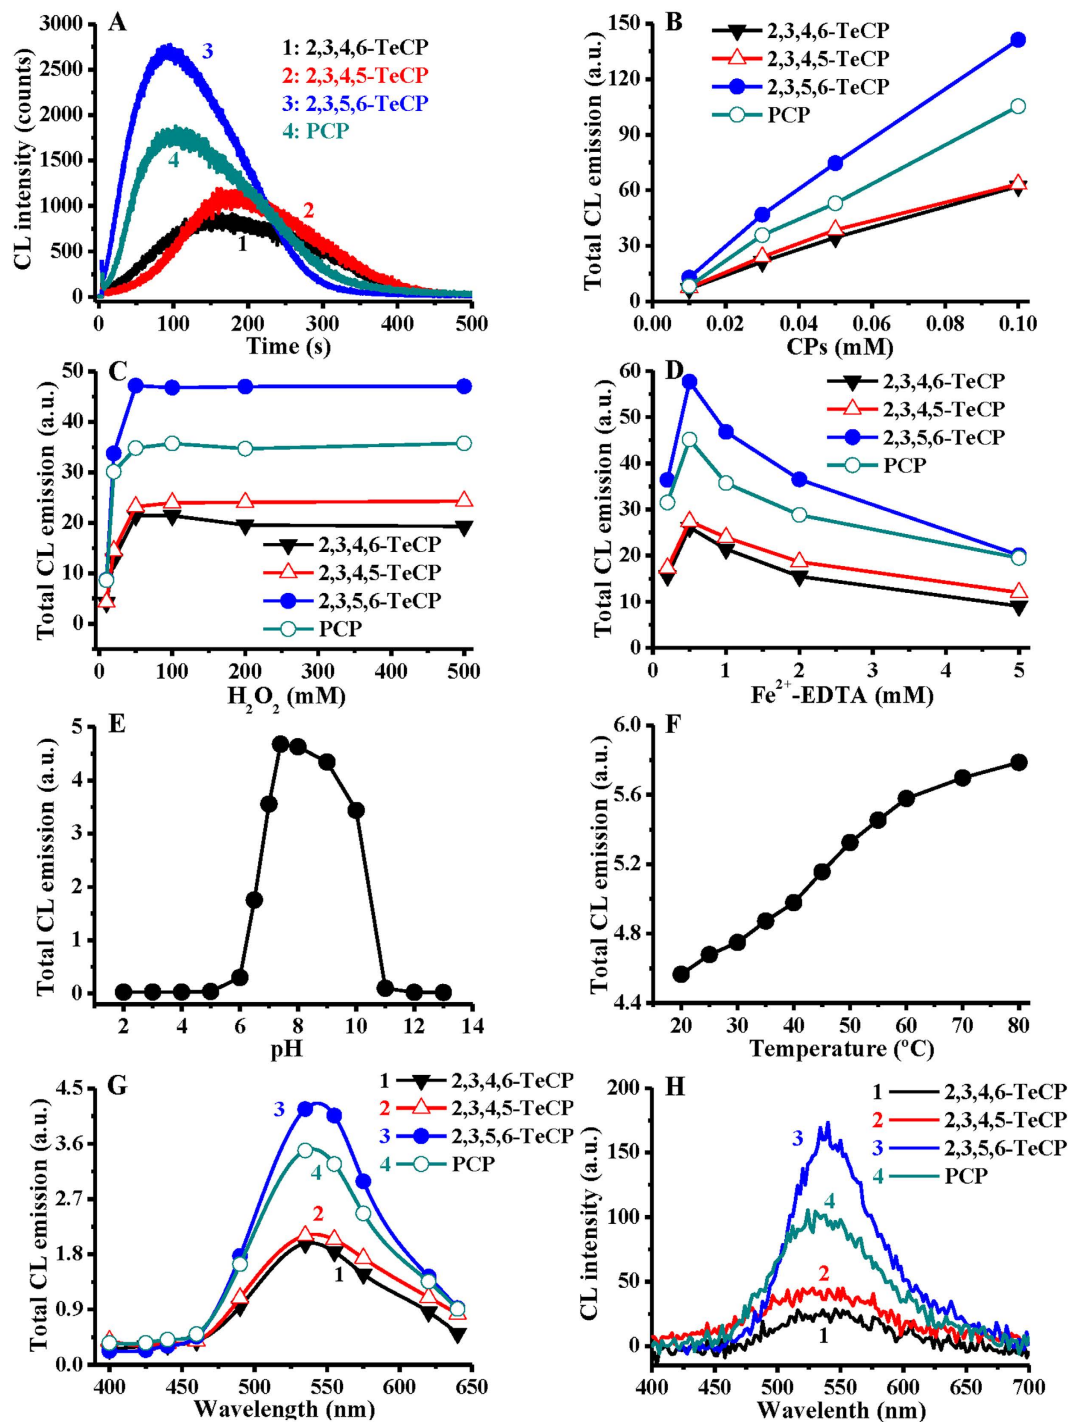 A
3000
2500
2000
1500
1000
500
0
CL intensity (counts)
1: 2,3,4,6-TeCP
2: 2,3,4,5-TeCP
3: 2,3,5,6-TeCP
4: PCP
3
4
2
1
0 100 200 300 400 500
Time (s)
B
150
120
90
60
30
0
Total CL emission (a.u.)
2,3,4,6-TeCP
2,3,4,5-TeCP
2,3,5,6-TeCP
PCP
0.00 0.02 0.04 0.06 0.08 0.10
CPs (mM)
C
50
40
30
20
10
0
Total CL emission (a.u.)
2,3,4,6-TeCP
2,3,4,5-TeCP
2,3,5,6-TeCP
PCP
0 100 200 300 400 500
H₂O₂ (mM)
D
60
50
40
30
20
10
0
Total CL emission (a.u.)
2,3,4,6-TeCP
2,3,4,5-TeCP
2,3,5,6-TeCP
PCP
0 1 2 3 4 5
Fe²⁺-EDTA (mM)
E
5
4
3
2
1
0
Total CL emission (a.u.)
2 4 6 8 10 12 14
pH
F
6.0
5.6
5.2
4.8
4.4
Total CL emission (a.u.)
20 30 40 50 60 70 80
Temperature (ºC)
G
4.5
3.6
2.7
1.8
0.9
0.0
Total CL emission (a.u.)
1 2,3,4,6-TeCP
2 2,3,4,5-TeCP
3 2,3,5,6-TeCP
4 PCP
3
4
2
1
400 450 500 550 600 650
Wavelength (nm)
H
200
150
100
50
0
CL intensity (a.u.)
1 2,3,4,6-TeCP
2 2,3,4,5-TeCP
3 2,3,5,6-TeCP
4 PCP
3
4
2
1
400 450 500 550 600 650 700
Wavelenth (nm)